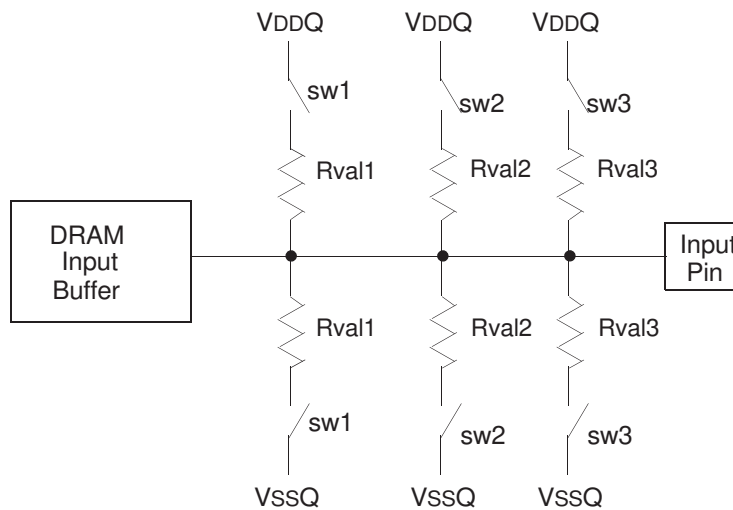 VDDQ VDDQ VDDQ
sw1 sw2 sw3
Rval1 Rval2 Rval3
DRAM
Input
Buffer
Input
Pin
Rval1 Rval2 Rval3
sw1 sw2 sw3
VSSQ VSSQ VSSQ